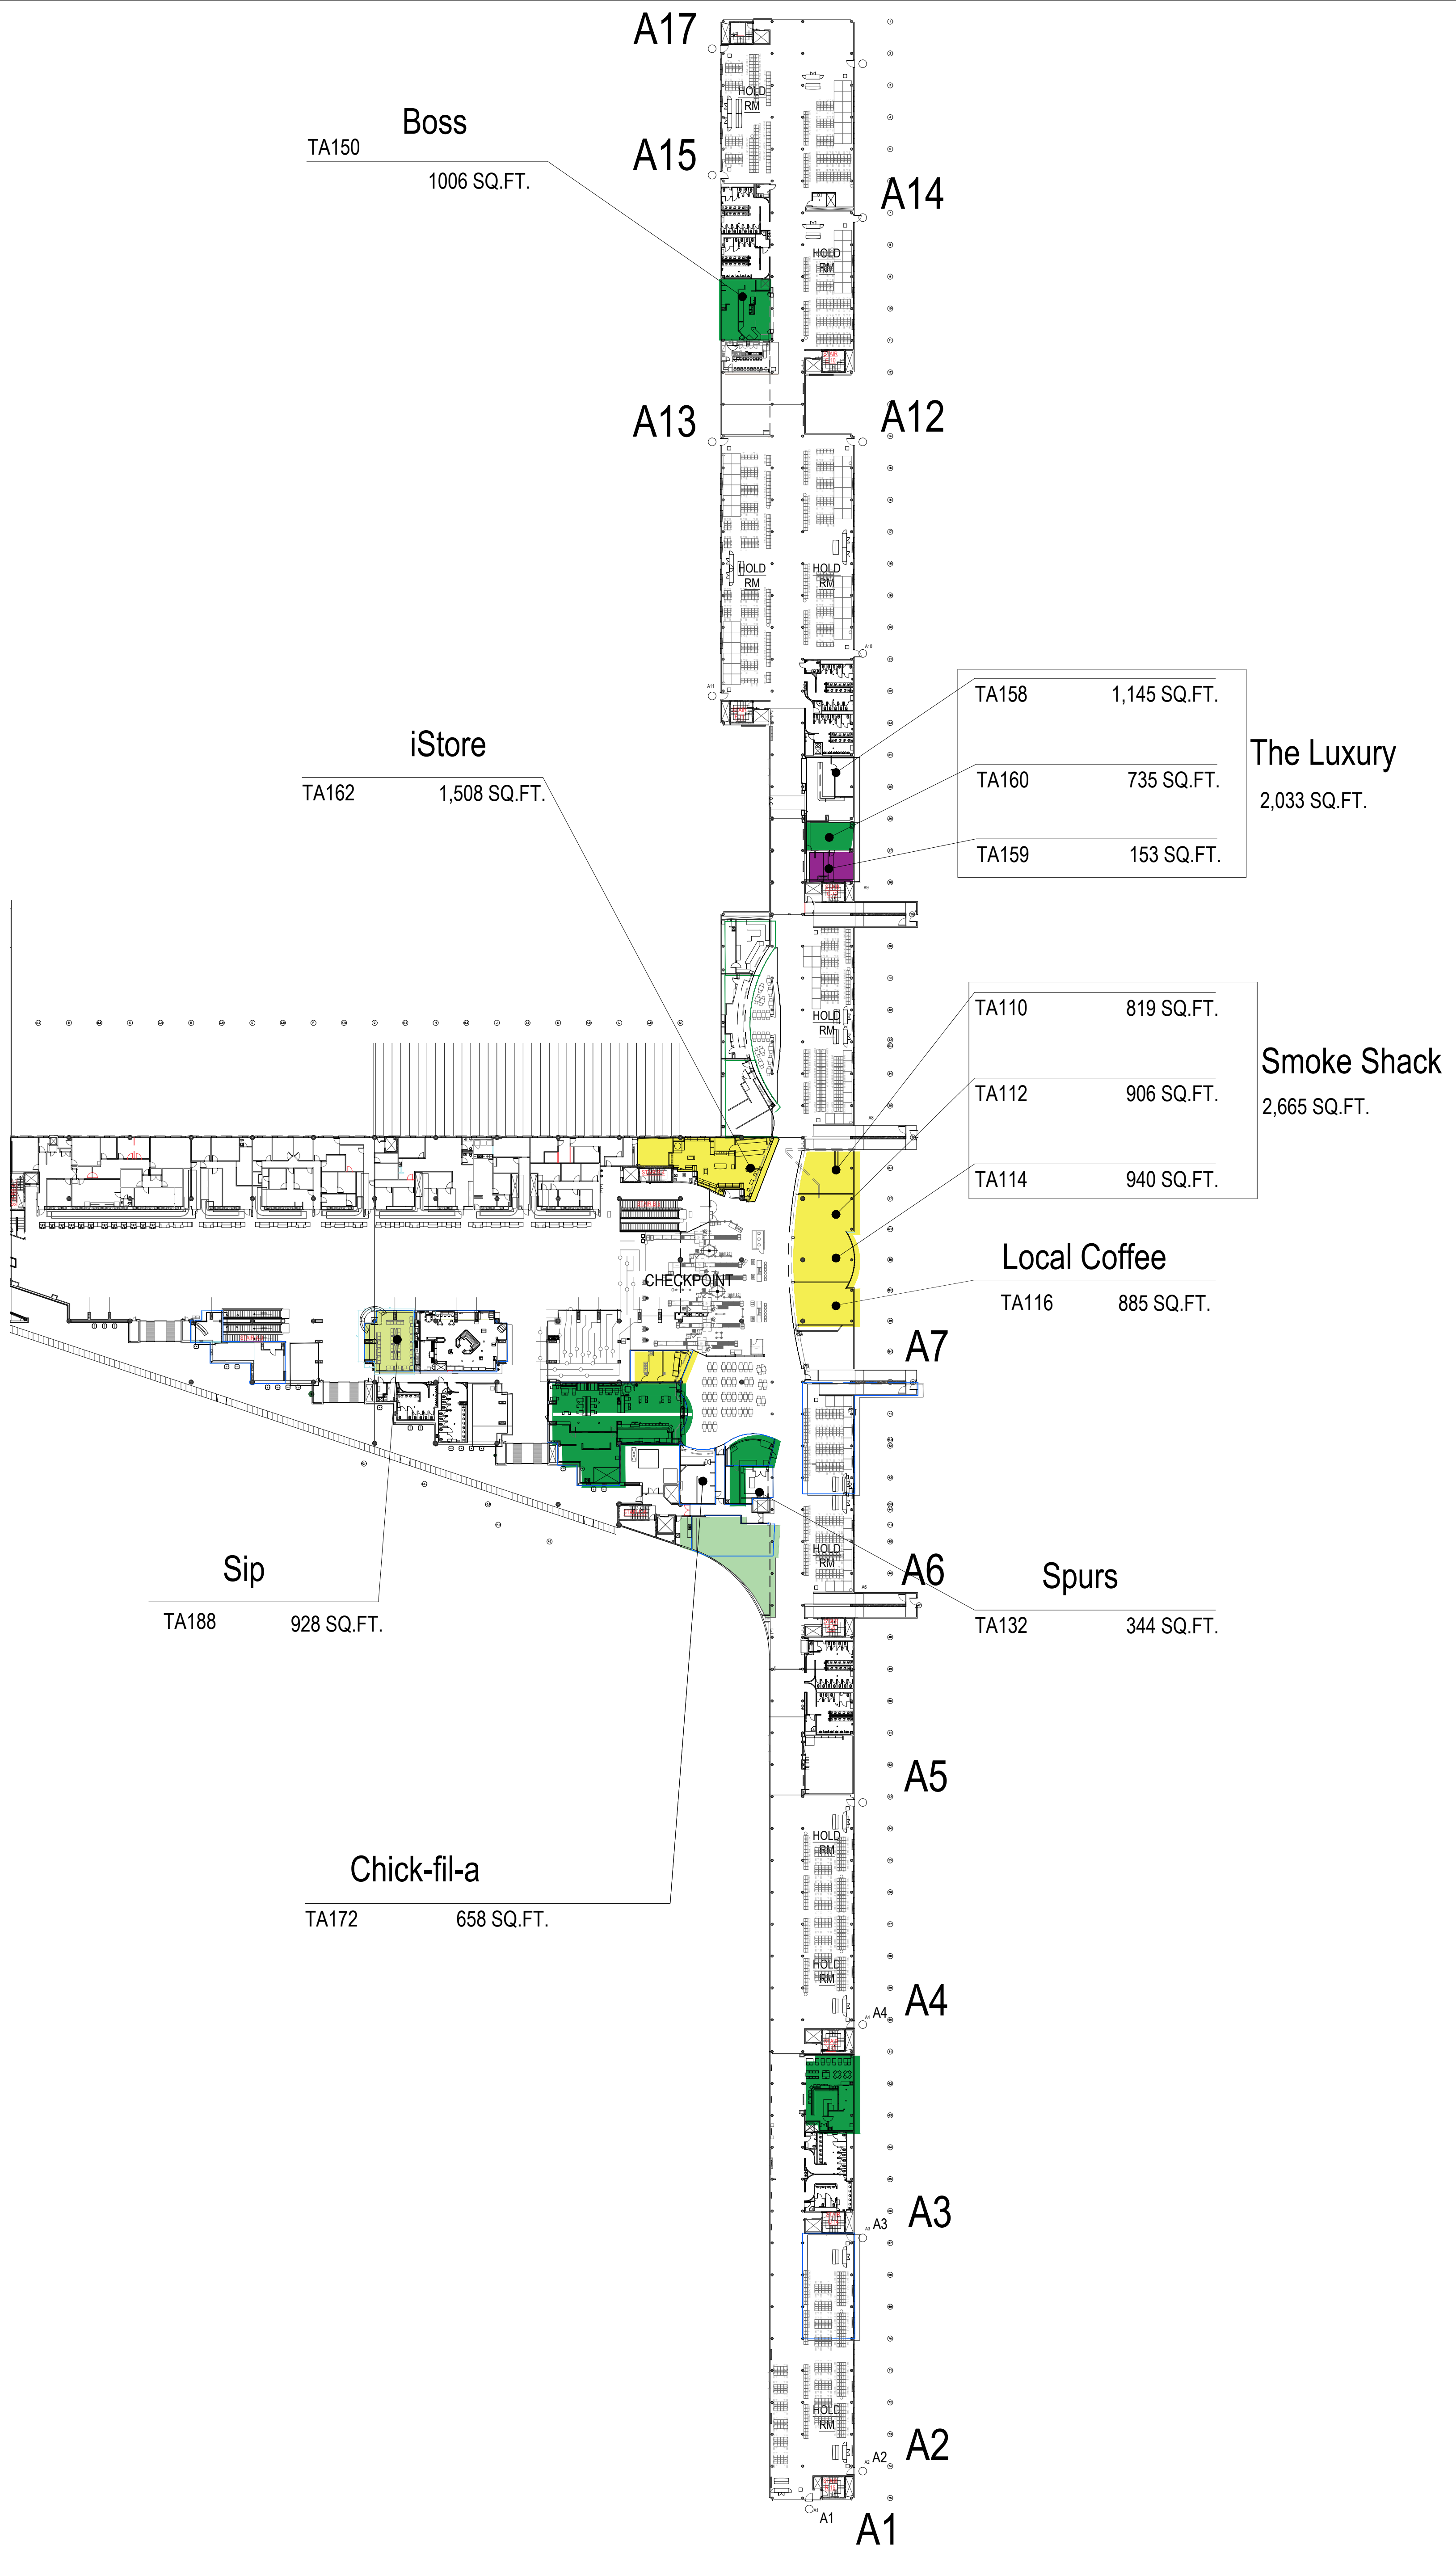 A17
HOLD
RM
Boss
TA150
1006 SQ.FT.
A15
A14
HOLD
RM
A13
A12
HOLD
RM
HOLD
RM
A10
A11
TA158 1,145 SQ.FT.
The Luxury
2,033 SQ.FT.
TA160 735 SQ.FT.
TA159 153 SQ.FT.
iStore
TA162 1,508 SQ.FT.
HOLD
RM
TA110 819 SQ.FT.
Smoke Shack
2,665 SQ.FT.
TA112 906 SQ.FT.
TA114 940 SQ.FT.
A8
CHECKPOINT
Local Coffee
TA116 885 SQ.FT.
A7
HOLD
RM
A6
Sip
TA188 928 SQ.FT.
Spurs
TA132 344 SQ.FT.
A5
HOLD
RM
Chick-fil-a
TA172 658 SQ.FT.
HOLD
RM
A4
A4
A3
A3
HOLD
RM
A2
A2
A1
A1